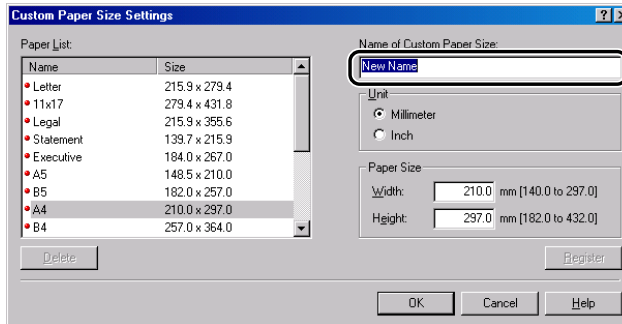 Custom Paper Size Settings
Paper List:
Name Size
Letter 215.9 x 279.4
11x17 279.4 x 431.8
Legal 215.9 x 355.6
Statement 139.7 x 215.9
Executive 184.0 x 267.0
A5 148.5 x 210.0
B5 182.0 x 257.0
A4 210.0 x 297.0
B4 257.0 x 364.0
Delete
Name of Custom Paper Size:
New Name
Unit
Millimeter
Inch
Paper Size
Width: 210.0 mm [140.0 to 297.0]
Height: 297.0 mm [182.0 to 432.0]
Register
OK Cancel Help